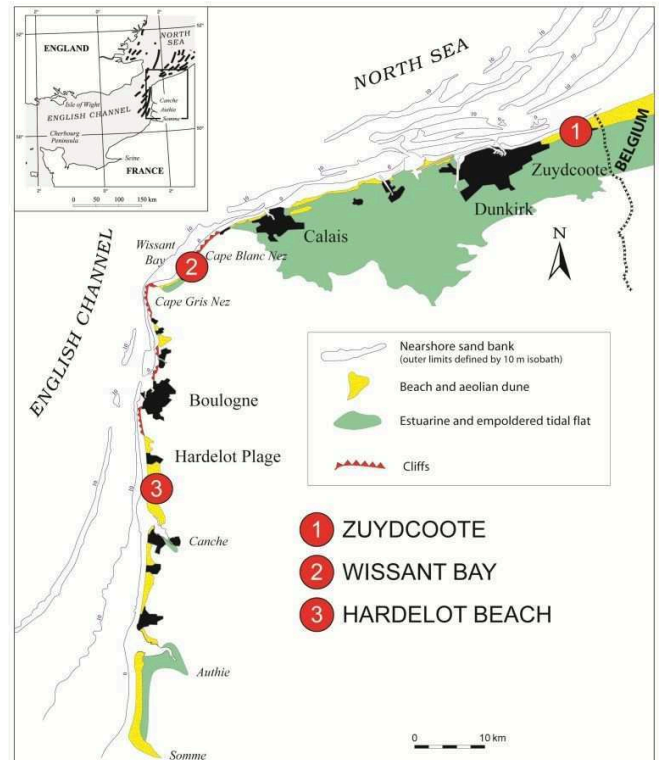 50°
ENGLAND
NORTH
SEA
50°
Isle of Wight
ENGLISH CHANNEL
Canche
Authie
Somme
Cherbourg
Peninsula
50°
Seine
FRANCE
0 50 100 150 km
NORTH SEA
1
BELGIUM
Zuydcoote
Dunkirk
Calais
N
Wissant
Bay
2
Cape Blanc Nez
Cape Gris Nez
ENGLISH CHANNEL
Boulogne
Hardelot Plage
3
Canche
Authie
Somme
Nearshore sand bank
(outer limits defined by 10 m isobath)
Beach and aeolian dune
Estuarine and empoldered tidal flat
Cliffs
1 ZUYDCOOTE
2 WISSANT BAY
3 HARDELOT BEACH
0 10 km